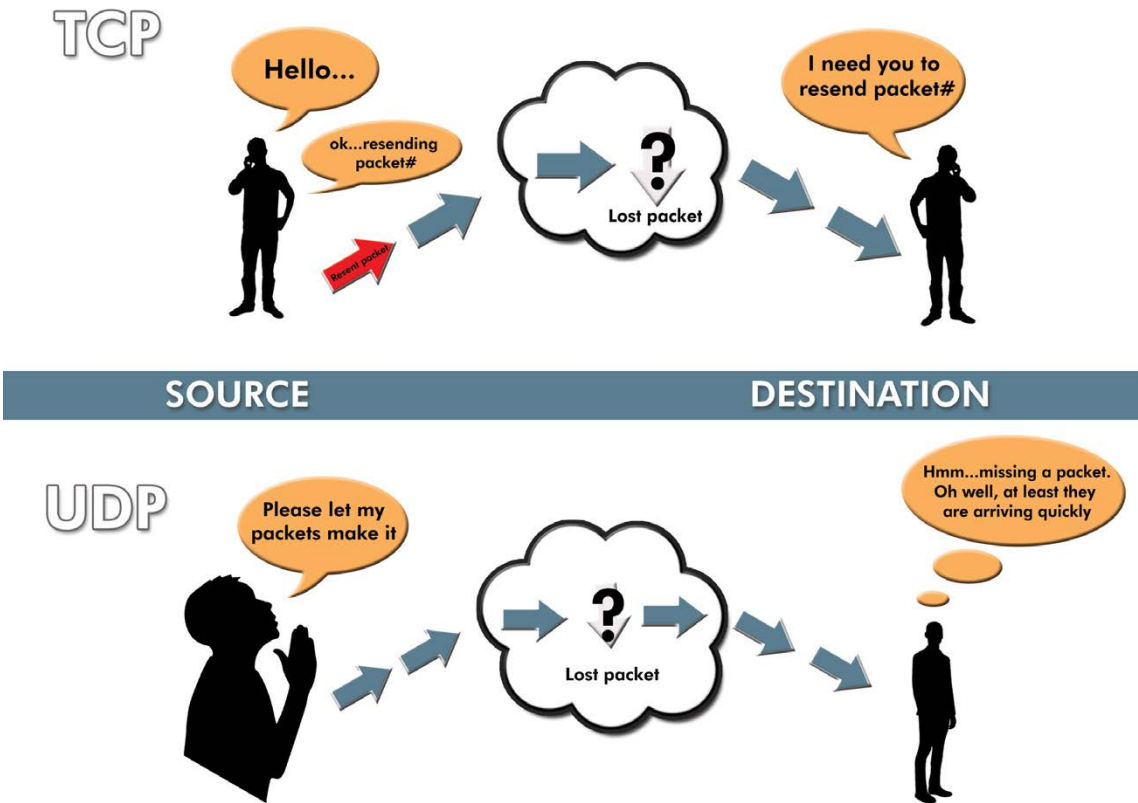 TCP
Hello...
ok...resending
packet#
Resent packet
Lost packet
I need you to
resend packet#
SOURCE
DESTINATION
UDP
Please let my
packets make it
Lost packet
Hmm...missing a packet.
Oh well, at least they
are arriving quickly